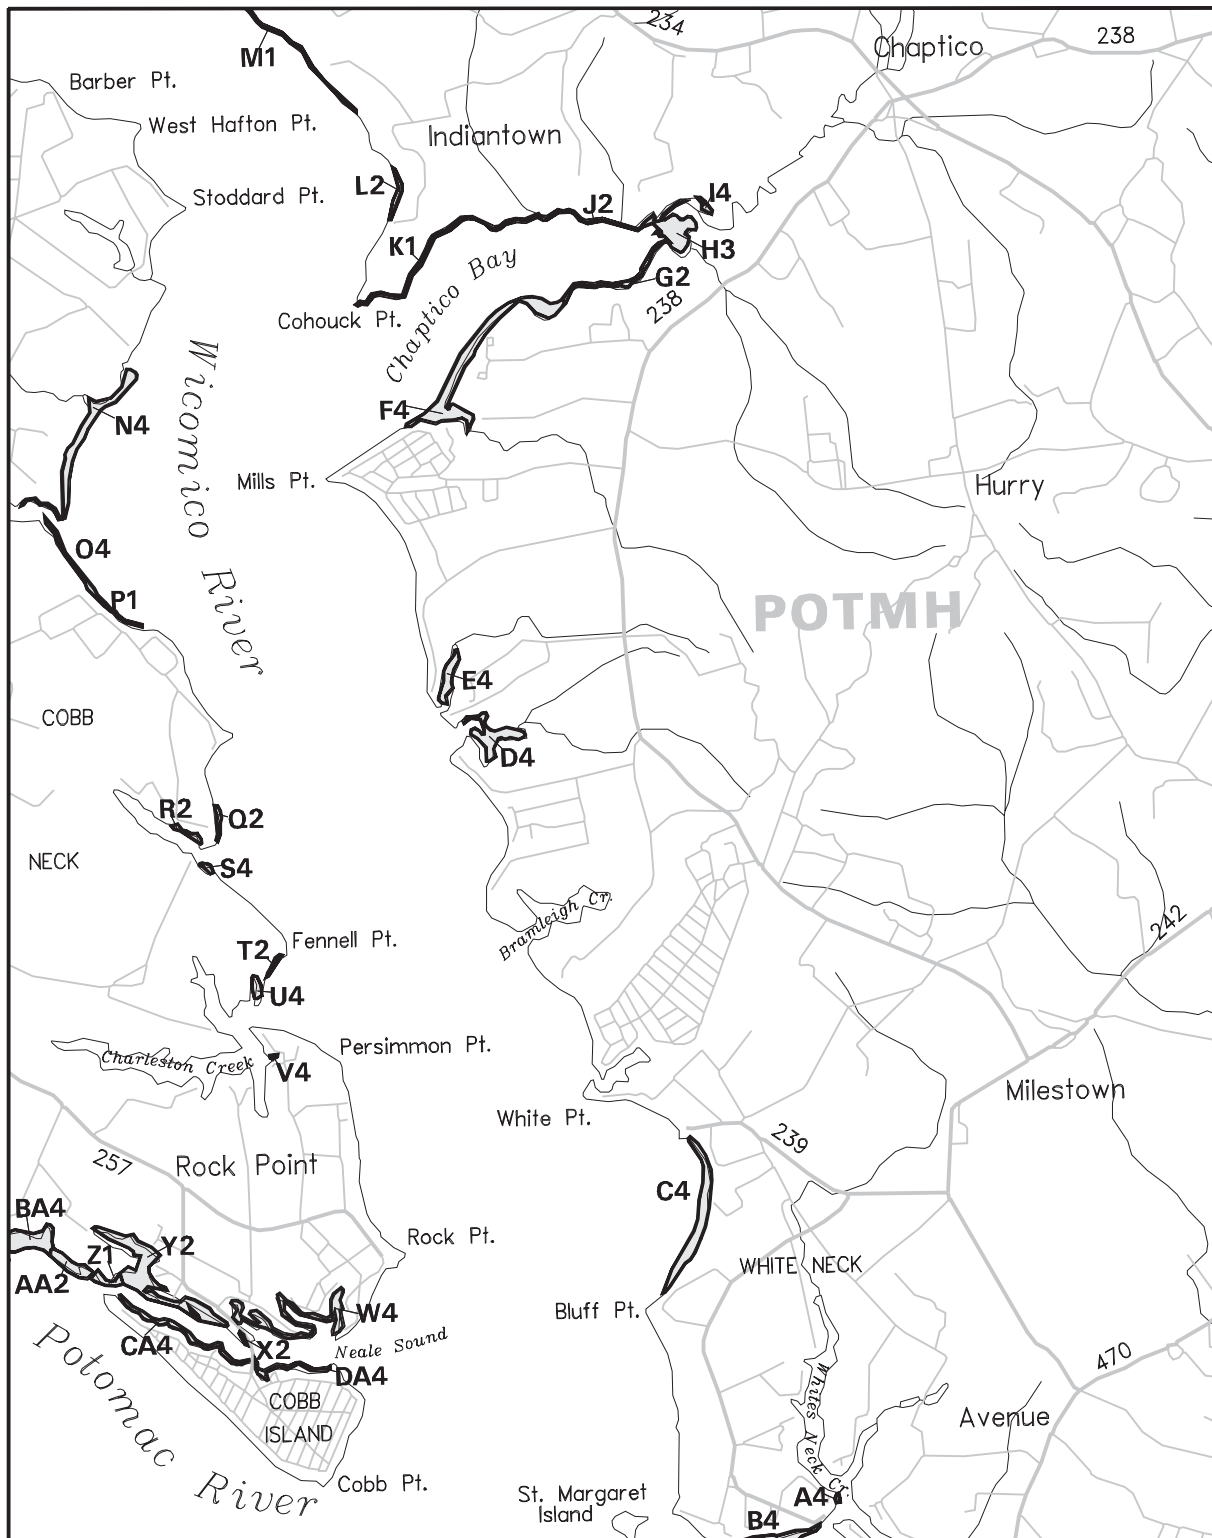 234
Chaptico
238
M1
Barber Pt.
West Hafton Pt.
Indiantown
L2
Stoddard Pt.
J2
I4
K1
H3
Chaptico Bay
G2
238
Cohouck Pt.
Wicomico River
F4
N4
Mills Pt.
Hurry
O4
P1
POTMH
E4
COBB
D4
R2
Q2
NECK
S4
Bramleigh Cr.
242
T2
Fennell Pt.
U4
Persimmon Pt.
Charleston Creek
V4
Milestown
White Pt.
239
257
Rock Point
C4
BA4
Rock Pt.
Z1
Y2
WHITE NECK
AA2
Bluff Pt.
W4
CA4
X2
Neale Sound
DA4
470
Potomac River
COBB
ISLAND
Whites Neck Cr.
Avenue
Cobb Pt.
St. Margaret
Island
A4
B4